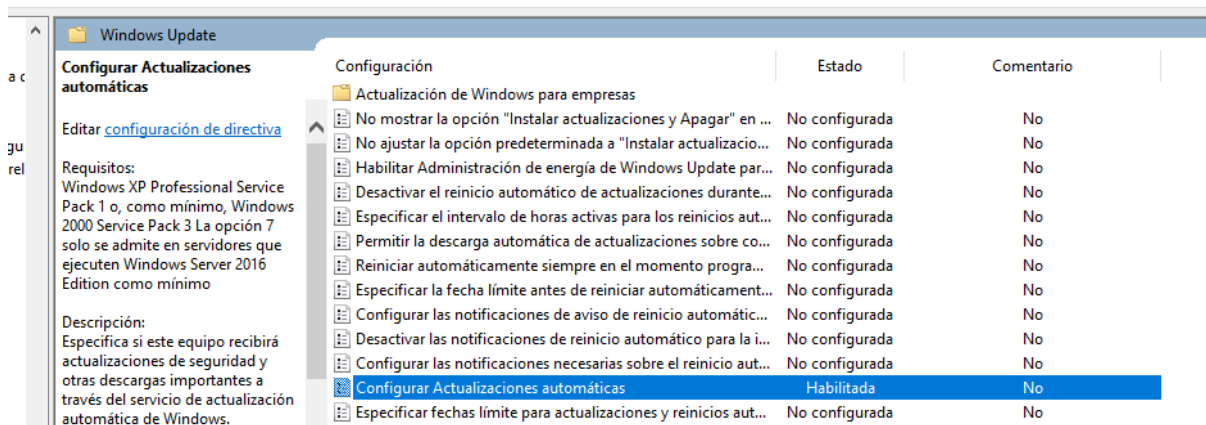 Windows Update
Configurar Actualizaciones
automáticas
Editar configuración de directiva
Requisitos:
Windows XP Professional Service
Pack 1 o, como mínimo, Windows
2000 Service Pack 3 La opción 7
solo se admite en servidores que
ejecuten Windows Server 2016
Edition como mínimo
Descripción:
Especifica si este equipo recibirá
actualizaciones de seguridad y
otras descargas importantes a
través del servicio de actualización
automática de Windows.
Configuración Estado Comentario
Actualización de Windows para empresas
No mostrar la opción "Instalar actualizaciones y Apagar" en ... No configurada No
No ajustar la opción predeterminada a "Instalar actualizacio... No configurada No
Habilitar Administración de energía de Windows Update par... No configurada No
Desactivar el reinicio automático de actualizaciones durante... No configurada No
Especificar el intervalo de horas activas para los reinicios aut... No configurada No
Permitir la descarga automática de actualizaciones sobre co... No configurada No
Reiniciar automáticamente siempre en el momento progra... No configurada No
Especificar la fecha límite antes de reiniciar automáticament... No configurada No
Configurar las notificaciones de aviso de reinicio automátic... No configurada No
Desactivar las notificaciones de reinicio automático para la i... No configurada No
Configurar las notificaciones necesarias sobre el reinicio aut... No configurada No
Configurar Actualizaciones automáticas Habilitada No
Especificar fechas límite para actualizaciones y reinicios aut... No configurada No